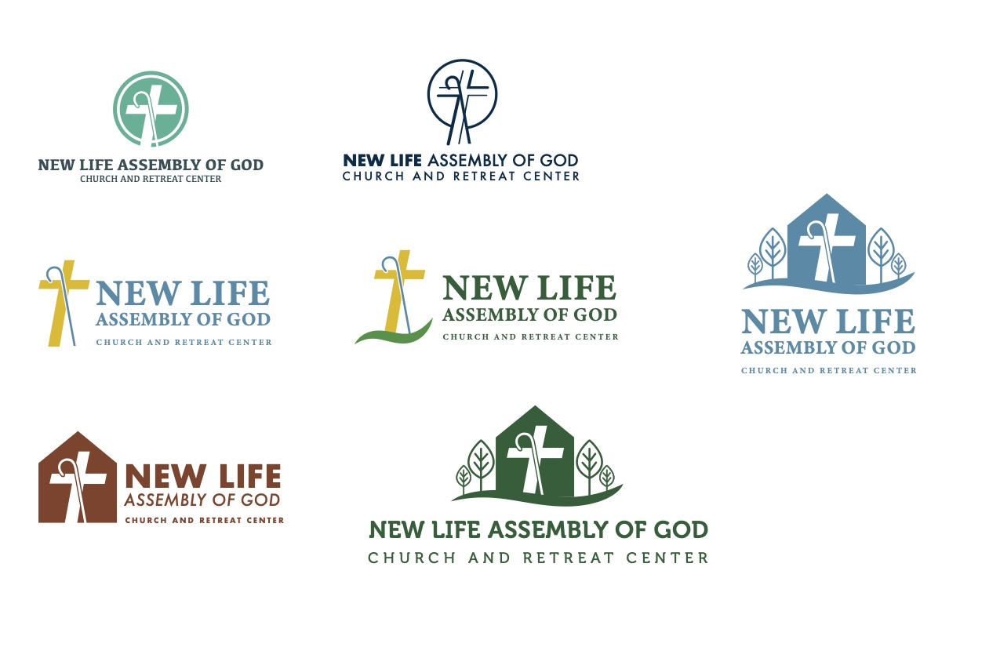 NEW LIFE ASSEMBLY OF GOD
CHURCH AND RETREAT CENTER
NEW LIFE ASSEMBLY OF GOD
CHURCH AND RETREAT CENTER
NEW LIFE
ASSEMBLY OF GOD
CHURCH AND RETREAT CENTER
NEW LIFE
ASSEMBLY OF GOD
CHURCH AND RETREAT CENTER
NEW LIFE
ASSEMBLY OF GOD
CHURCH AND RETREAT CENTER
NEW LIFE
ASSEMBLY OF GOD
CHURCH AND RETREAT CENTER
NEW LIFE ASSEMBLY OF GOD
CHURCH AND RETREAT CENTER